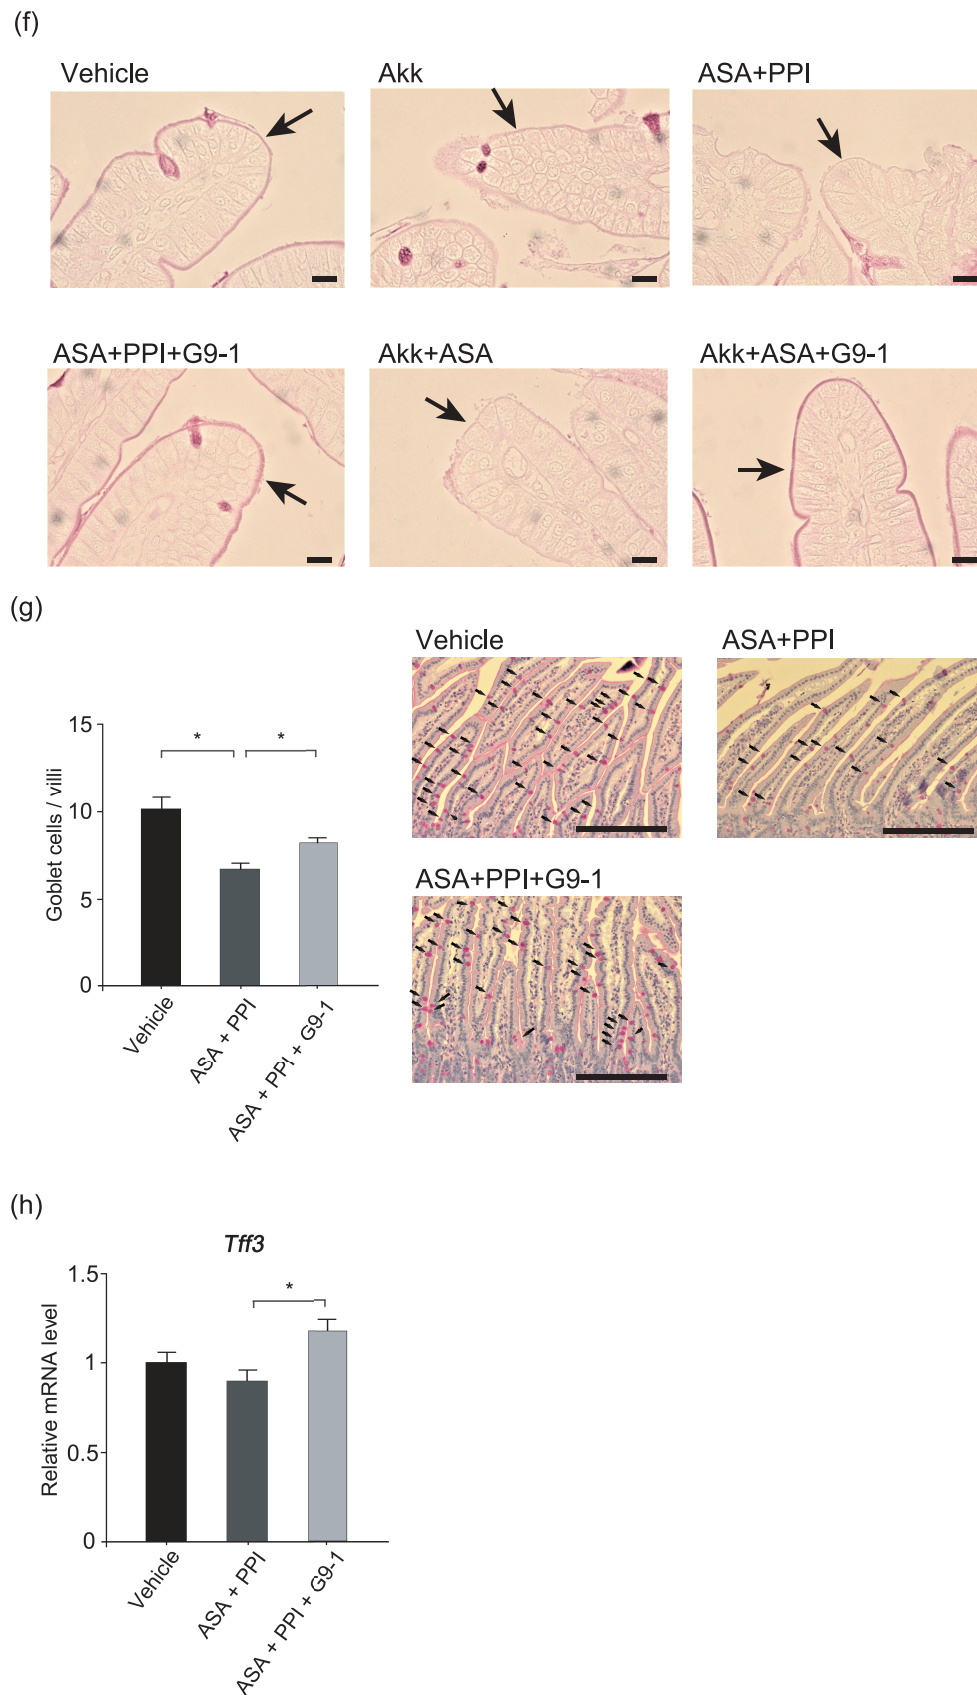 (f)
Vehicle
Akk
ASA+PPI
ASA+PPI+G9-1
Akk+ASA
Akk+ASA+G9-1
(g)
Goblet cells / villi
15
10
5
0
*
*
Vehicle
ASA + PPI
ASA + PPI + G9-1
Vehicle
ASA+PPI
ASA+PPI+G9-1
(h)
Tff3
Relative mRNA level
1.5
1
0.5
0
*
Vehicle
ASA + PPI
ASA + PPI + G9-1